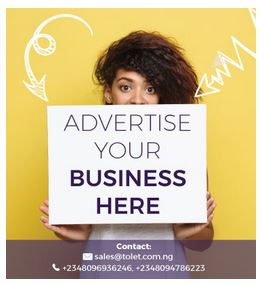 ADVERTISE
YOUR
BUSINESS
HERE
Contact:
sales@tolet.com.ng
+2348096936246, +2348094786223